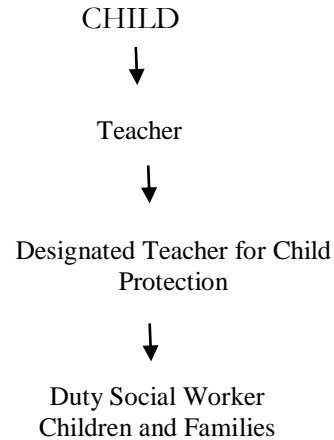 CHILD
Teacher
Designated Teacher for Child
Protection
Duty Social Worker
Children and Families